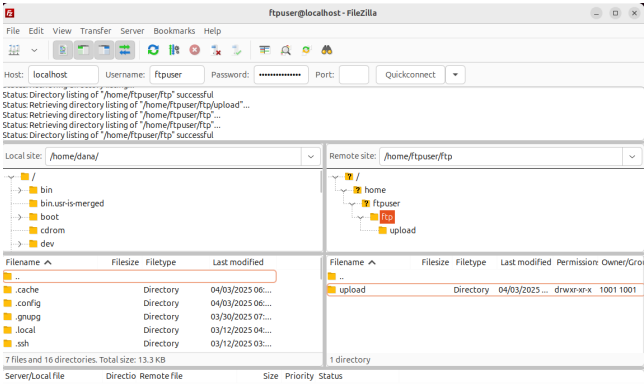 ftpuser@localhost - FileZilla
File Edit View Transfer Server Bookmarks Help
Host: localhost Username: ftpuser Password: •••••••••••••• Port: Quickconnect
Status: Directory listing of "/home/ftpuser/ftp" successful
Status: Retrieving directory listing of "/home/ftpuser/ftp/upload"...
Status: Retrieving directory listing of "/home/ftpuser/ftp"...
Status: Retrieving directory listing of "/home/ftpuser/ftp"...
Status: Directory listing of "/home/ftpuser/ftp" successful
Local site: /home/dana/
/
bin
bin.usr-is-merged
boot
cdrom
dev
Remote site: /home/ftpuser/ftp
/
home
ftpuser
ftp
upload
Filename Filesize Filetype Last modified
..
.cache Directory 04/03/2025 06:...
.config Directory 04/03/2025 06:...
.gnupg Directory 03/30/2025 07:...
.local Directory 03/12/2025 04:...
.ssh Directory 03/12/2025 03:...
7 files and 16 directories. Total size: 13.3 KB
Filename Filesize Filetype Last modified Permission: Owner/Gro
..
upload Directory 04/03/2025 ... drwxr-xr-x 1001 1001
1 directory
Server/Local file Directio Remote file Size Priority Status